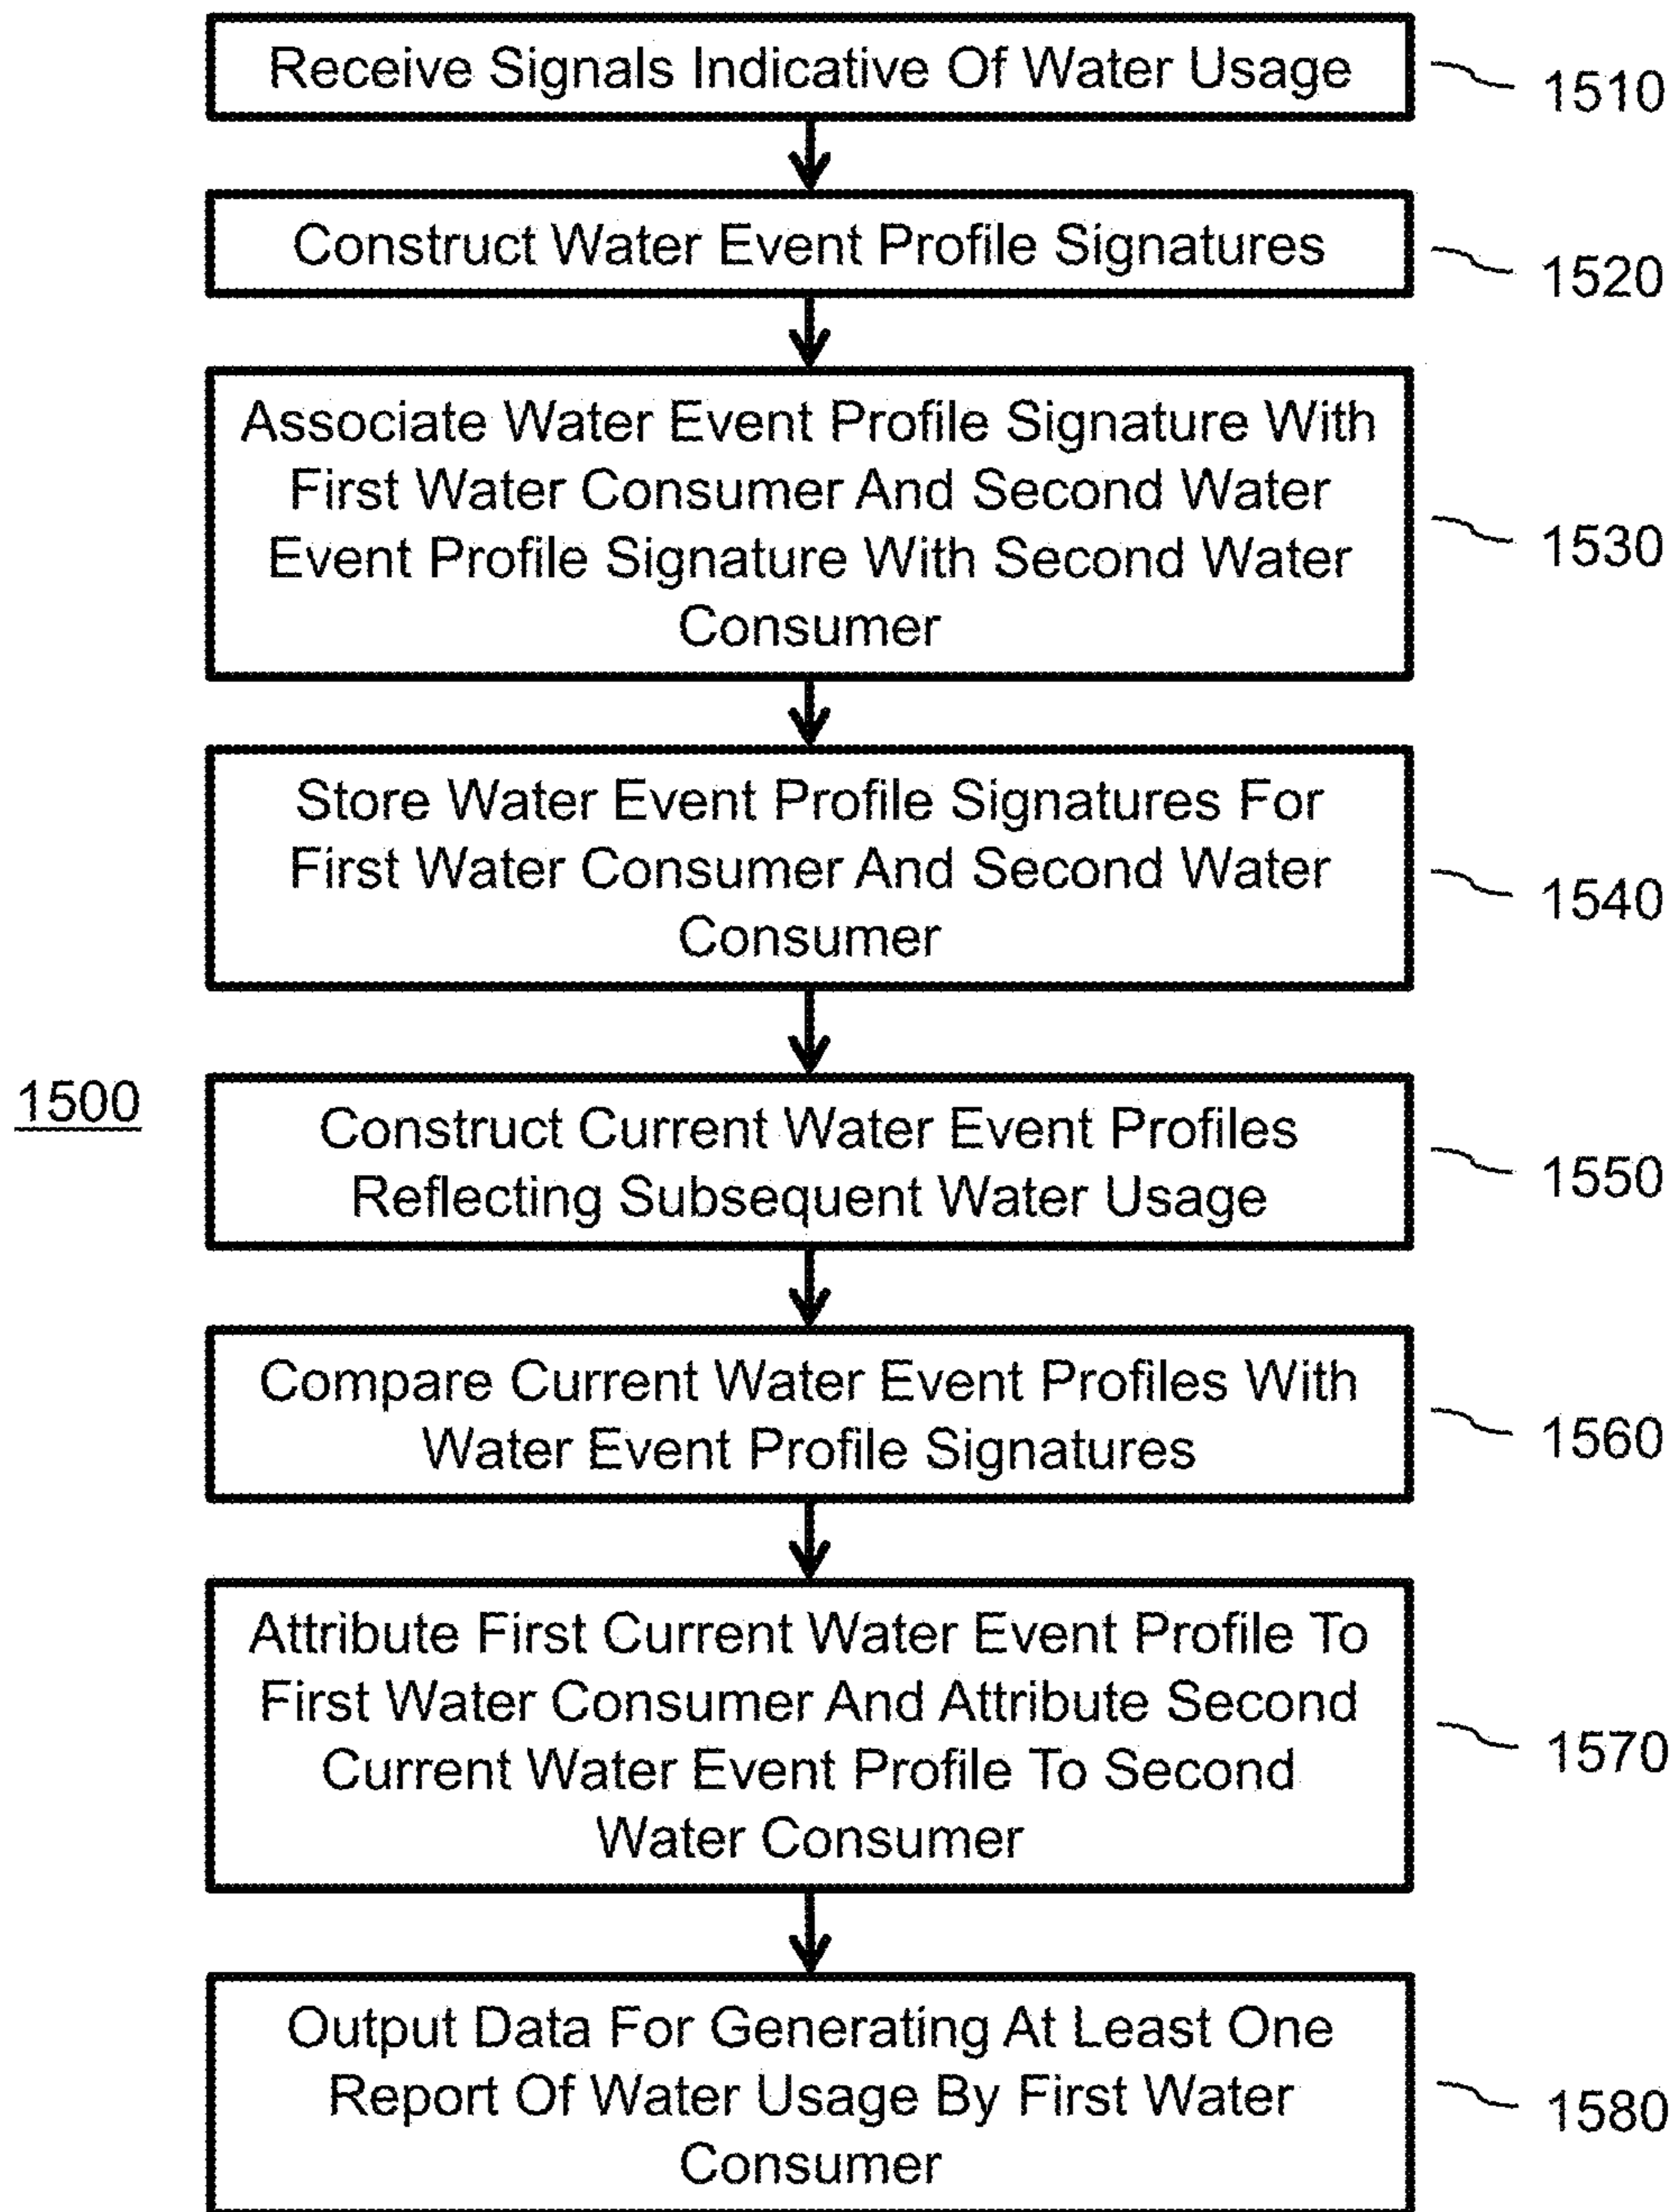 Receive Signals Indicative Of Water Usage
1510
Construct Water Event Profile Signatures
1520
Associate Water Event Profile Signature With
First Water Consumer And Second Water
Event Profile Signature With Second Water
Consumer
1530
Store Water Event Profile Signatures For
First Water Consumer And Second Water
Consumer
1540
1500
Construct Current Water Event Profiles
Reflecting Subsequent Water Usage
1550
Compare Current Water Event Profiles With
Water Event Profile Signatures
1560
Attribute First Current Water Event Profile To
First Water Consumer And Attribute Second
Current Water Event Profile To Second
Water Consumer
1570
Output Data For Generating At Least One
Report Of Water Usage By First Water
Consumer
1580